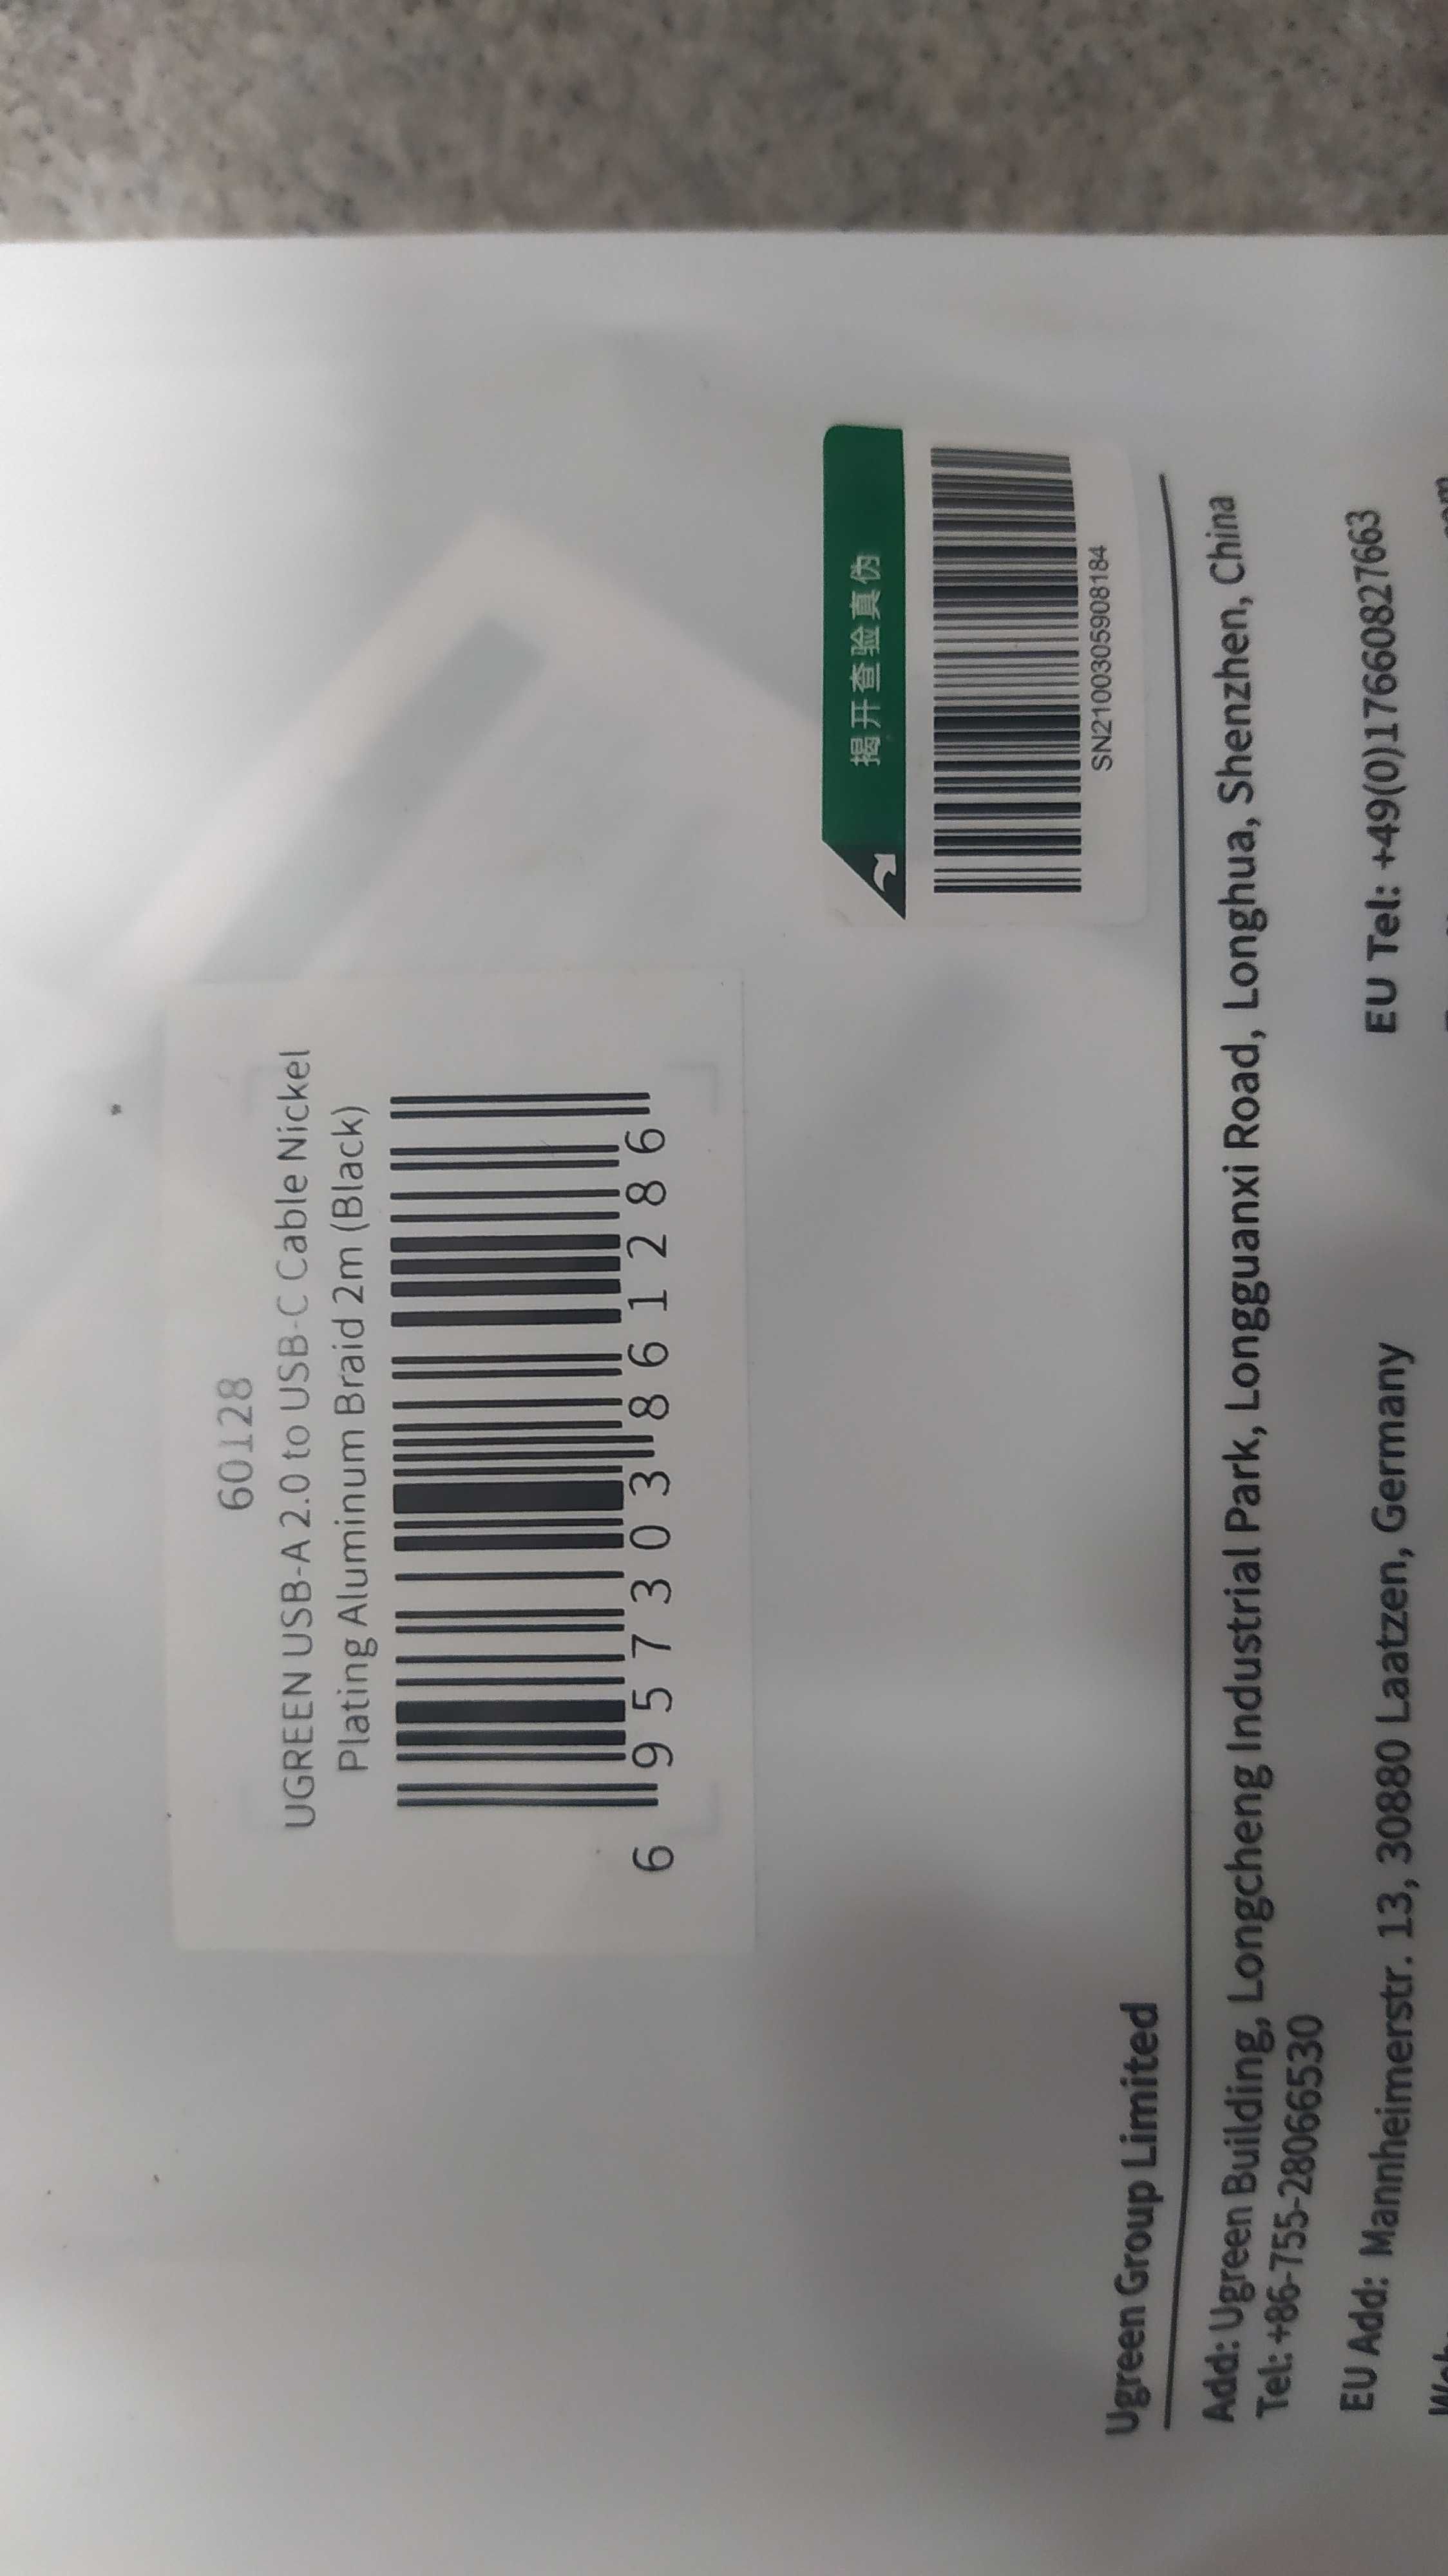 60128
UGREEN USB-A 2.0 to USB-C Cable Nickel
Plating Aluminum Braid 2m (Black)
6 957303 861286
揭开查验真伪
SN2100305908184
Ugreen Group Limited
Add: Ugreen Building, Longcheng Industrial Park, Longguanxi Road, Longhua, Shenzhen, China
Tel: +86-755-28066530
EU Add: Mannheimerstr. 13, 30880 Laatzen, Germany EU Tel: +49(0)17660827663